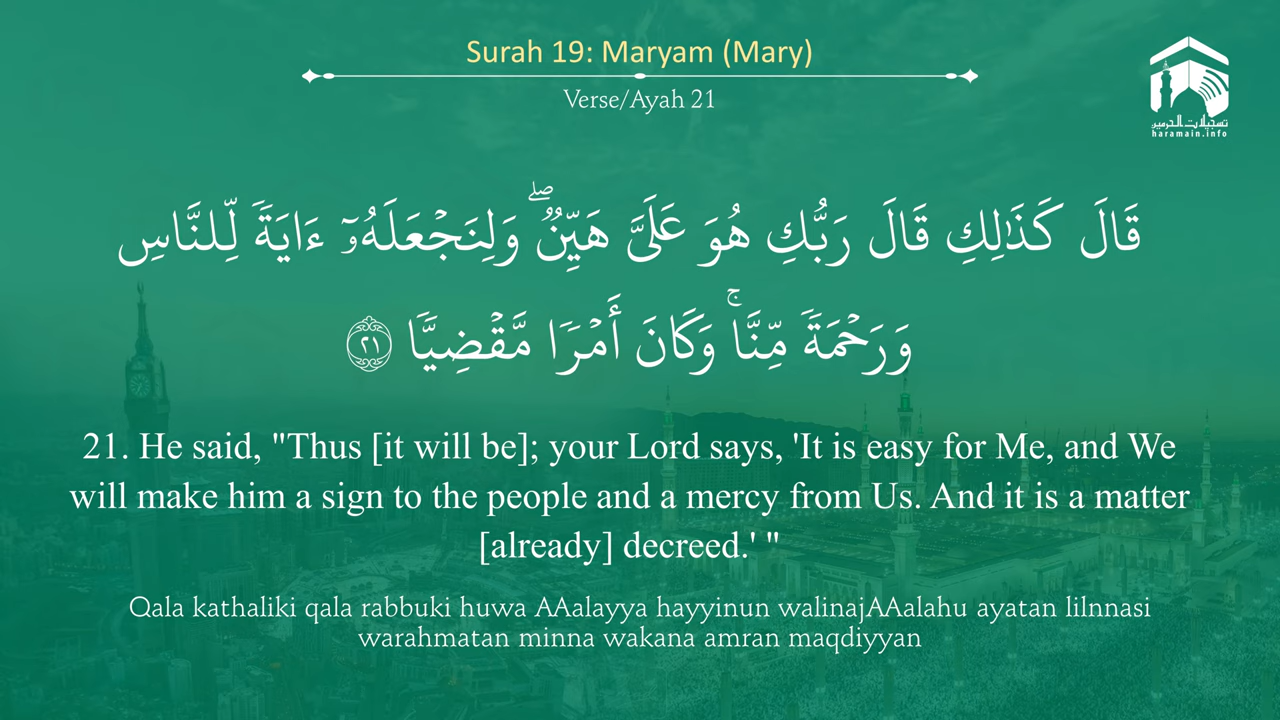 Surah 19: Maryam (Mary)
Verse/Ayah 21
تسجيلات الحرمين
haramain.info
قَالَ كَذَٰلِكِ قَالَ رَبُّكِ هُوَ عَلَىَّ هَيِّنٌۭ ۖ وَلِنَجْعَلَهُۥٓ ءَايَةًۭ لِّلنَّاسِ
وَرَحْمَةًۭ مِّنَّا ۚ وَكَانَ أَمْرًۭا مَّقْضِيًّۭا ٢١
21. He said, "Thus [it will be]; your Lord says, 'It is easy for Me, and We
will make him a sign to the people and a mercy from Us. And it is a matter
[already] decreed.' "
Qala kathaliki qala rabbuki huwa AAalayya hayyinun walinajAAalahu ayatan lilnnasi
warahmatan minna wakana amran maqdiyyan